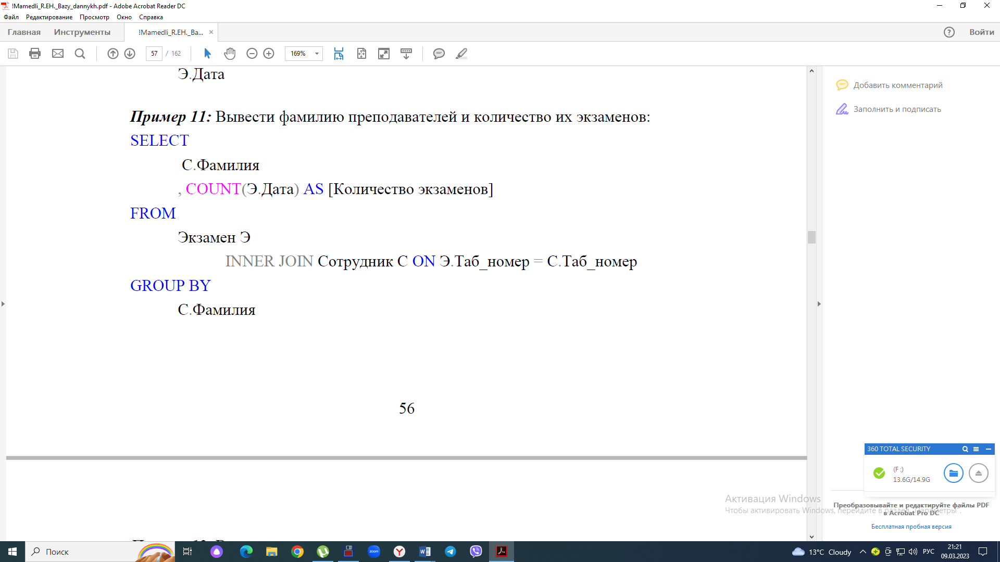 !Mamedli_R.EH._Bazy_dannykh.pdf - Adobe Acrobat Reader DC
Файл Редактирование Просмотр Окно Справка
Главная Инструменты !Mamedli_R.EH._Ba... × Войти
57 / 162 169%
Э.Дата
Пример 11: Вывести фамилию преподавателей и количество их экзаменов:
SELECT
С.Фамилия
, COUNT(Э.Дата) AS [Количество экзаменов]
FROM
Экзамен Э
INNER JOIN Сотрудник С ON Э.Таб_номер = С.Таб_номер
GROUP BY
С.Фамилия
56
Добавить комментарий
Заполнить и подписать
360 TOTAL SECURITY
(F :)
13.6G/14.9G
Активация Windows
Чтобы активировать Windows, перейдите в раздел "Параметры".
Преобразовывайте и редактируйте файлы PDF
в Acrobat Pro DC
Бесплатная пробная версия
Поиск
zoom
13°C Cloudy
РУС
21:21
09.03.2023